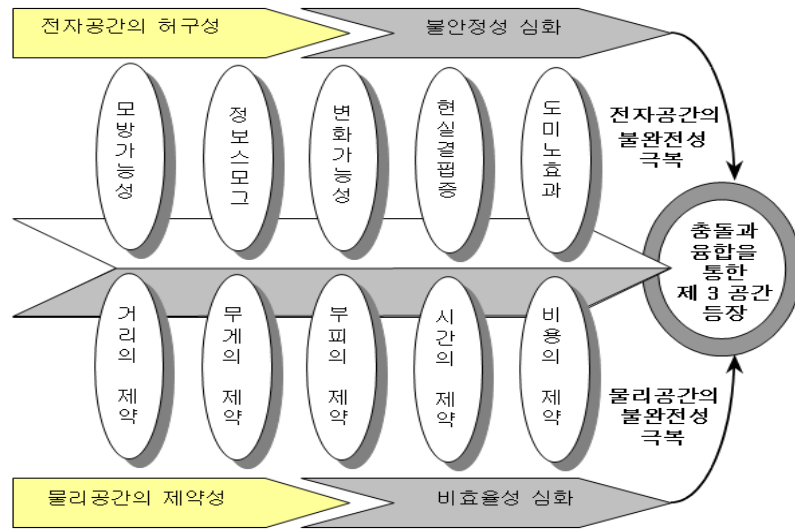 전자공간의 허구성
불안정성 심화
모방가능성
정보스모그
변화가능성
현실결핍증
도미노효과
전자공간의
불완전성
극복
충돌과
융합을
통한
제 3 공간
등장
거리의 제약
무게의 제약
부피의 제약
시간의 제약
비용의 제약
물리공간의
불완전성
극복
물리공간의 제약성
비효율성 심화